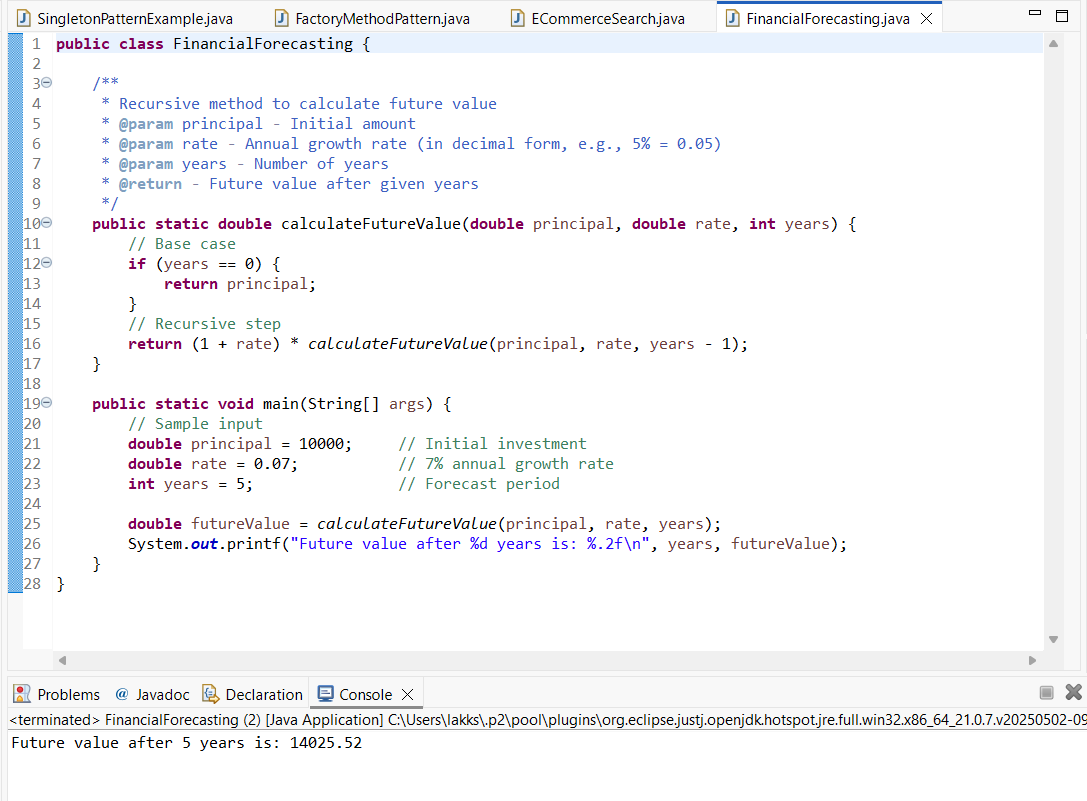 SingletonPatternExample.java FactoryMethodPattern.java ECommerceSearch.java FinancialForecasting.java
1 public class FinancialForecasting {
2
3     /**
4      * Recursive method to calculate future value
5      * @param principal - Initial amount
6      * @param rate - Annual growth rate (in decimal form, e.g., 5% = 0.05)
7      * @param years - Number of years
8      * @return - Future value after given years
9      */
10     public static double calculateFutureValue(double principal, double rate, int years) {
11         // Base case
12         if (years == 0) {
13             return principal;
14         }
15         // Recursive step
16         return (1 + rate) * calculateFutureValue(principal, rate, years - 1);
17     }
18
19     public static void main(String[] args) {
20         // Sample input
21         double principal = 10000;     // Initial investment
22         double rate = 0.07;           // 7% annual growth rate
23         int years = 5;                // Forecast period
24
25         double futureValue = calculateFutureValue(principal, rate, years);
26         System.out.printf("Future value after %d years is: %.2f\n", years, futureValue);
27     }
28 }
Problems @ Javadoc Declaration Console
<terminated> FinancialForecasting (2) [Java Application] C:\Users\lakks\.p2\pool\plugins\org.eclipse.justj.openjdk.hotspot.jre.full.win32.x86_64_21.0.7.v20250502-09
Future value after 5 years is: 14025.52